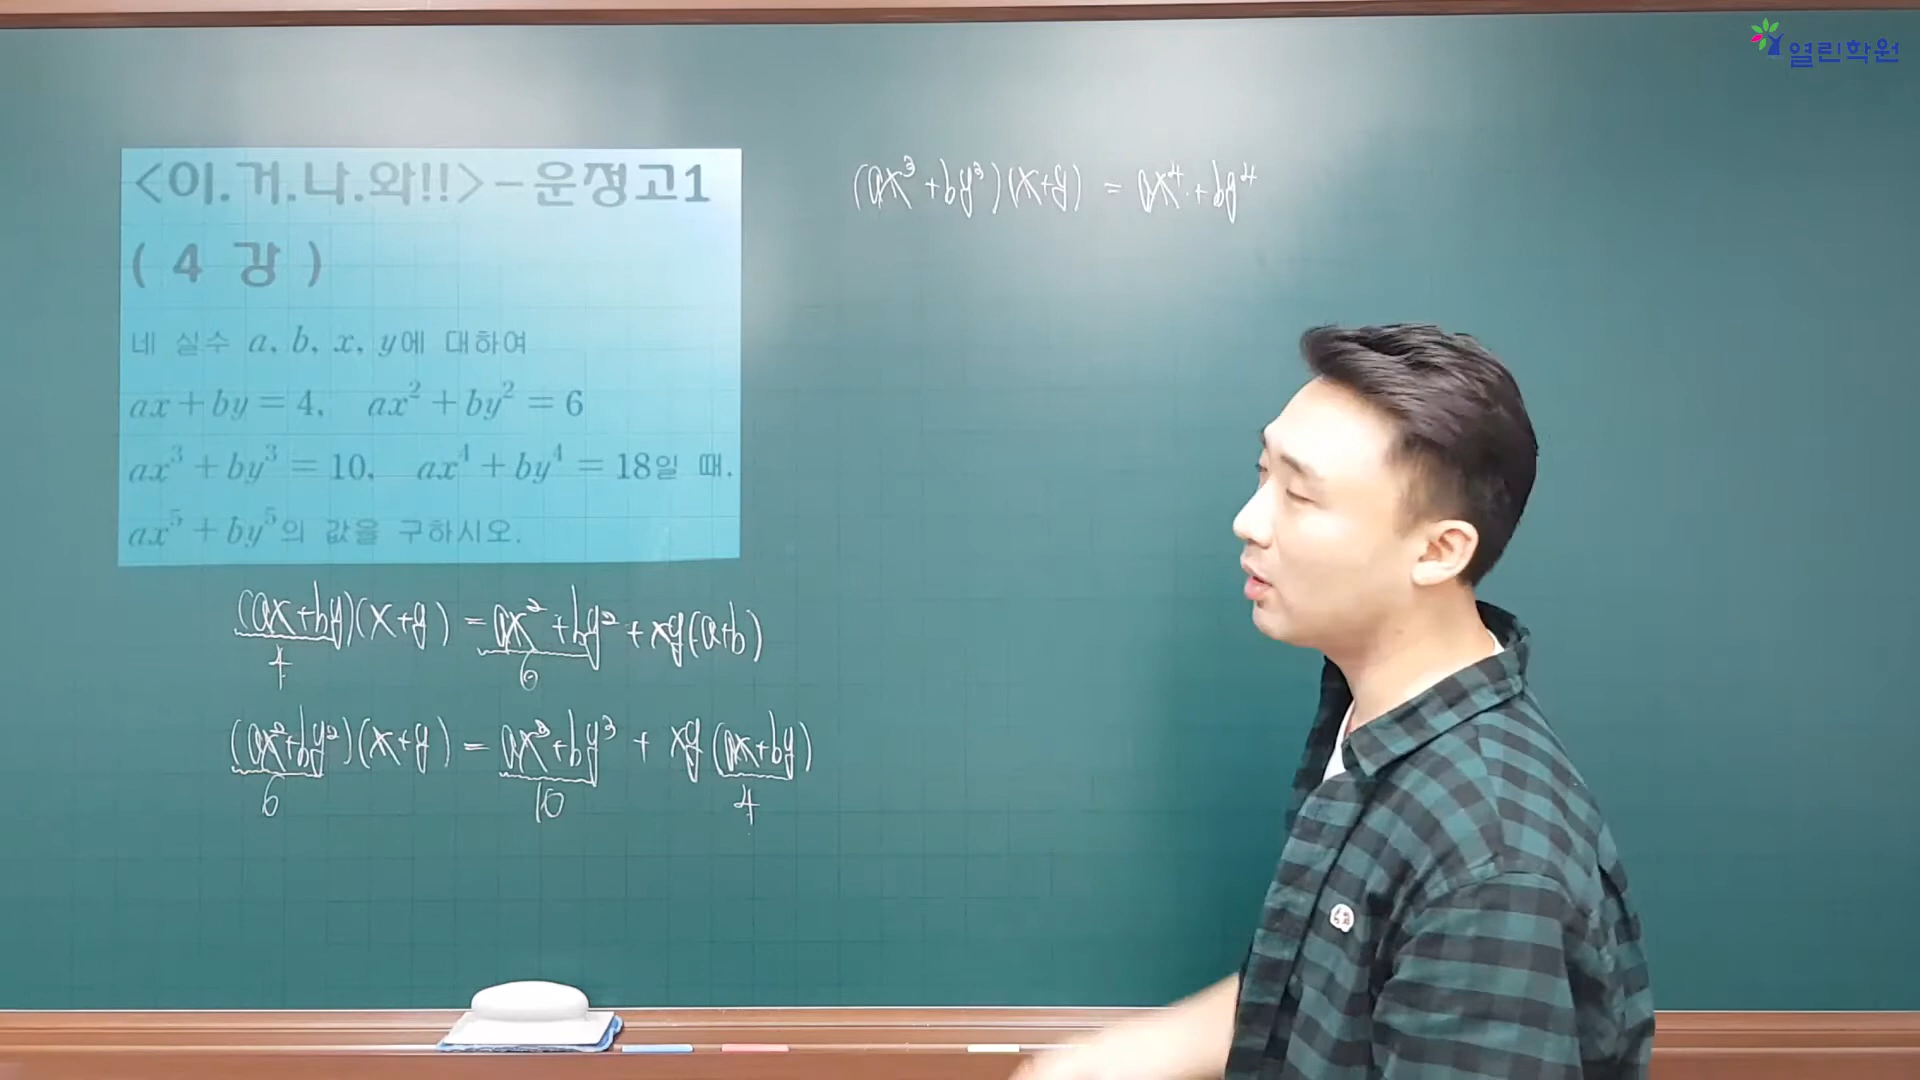 열린학원
<이.거.나.와!!>-운정고1
( 4 강 )
네 실수 a, b, x, y에 대하여
ax+by=4, ax²+by²=6
ax³+by³=10, ax⁴+by⁴=18일 때,
ax⁵+by⁵의 값을 구하시오.
(ax+by)(x+y) = ax²+by²+xy(a+b)
4 6
(ax²+by²)(x+y) = ax³+by³ + xy(ax+by)
6 10 4
(ax³+by³)(x+y) = ax⁴+by⁴